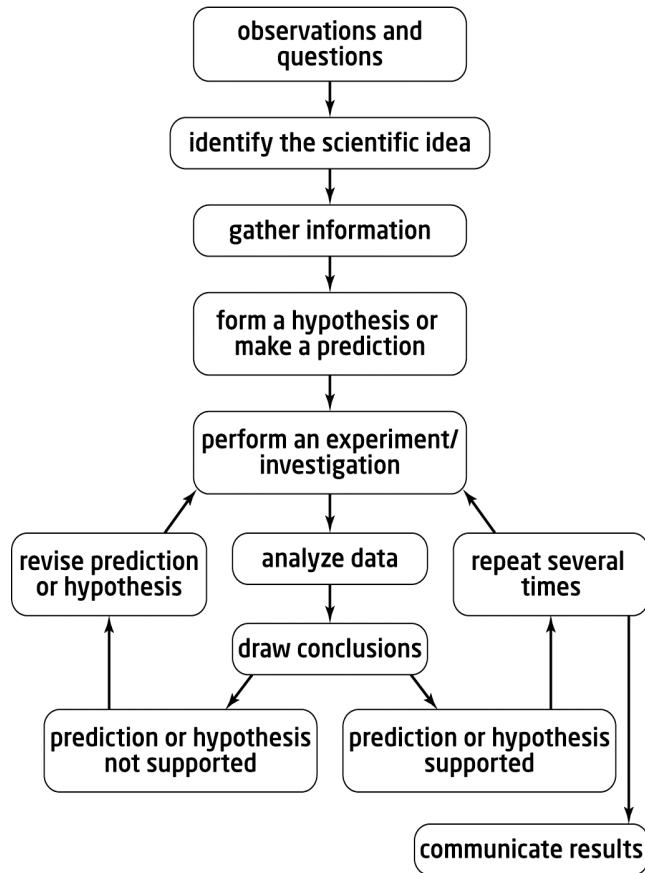 observations and
questions
identify the scientific idea
gather information
form a hypothesis or
make a prediction
perform an experiment/
investigation
revise prediction
or hypothesis
analyze data
repeat several
times
draw conclusions
prediction or hypothesis
not supported
prediction or hypothesis
supported
communicate results